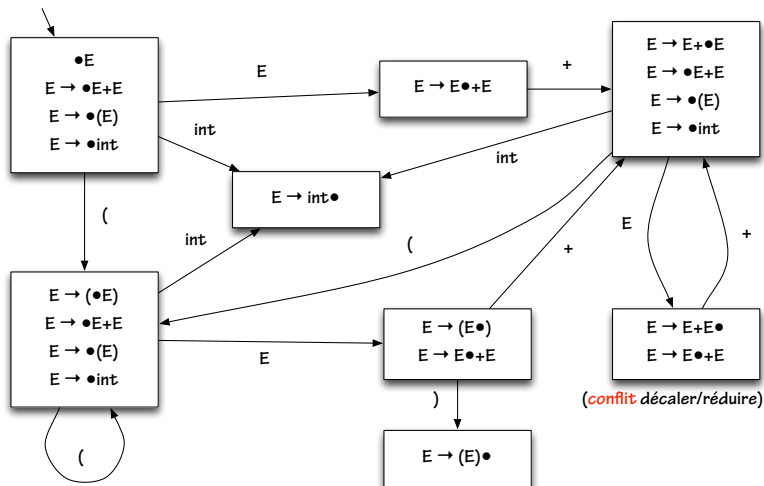 ●E
E → ●E+E
E → ●(E)
E → ●int
E
E → E●+E
+
E → E+●E
E → ●E+E
E → ●(E)
E → ●int
int
int
E → int●
(
int
(
E
+
+
E → (●E)
E → ●E+E
E → ●(E)
E → ●int
E
E → (E●)
E → E●+E
E → E+E●
E → E●+E
)
(conflit décaler/réduire)
(
E → (E)●